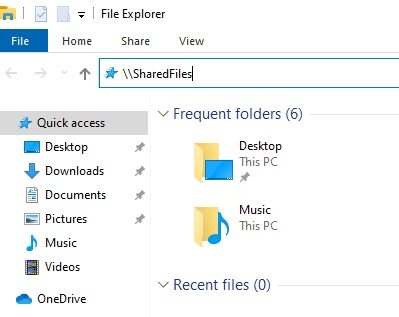 File Explorer
File Home Share View
\\SharedFiles
Quick access
Desktop
Downloads
Documents
Pictures
Music
Videos
OneDrive
Frequent folders (6)
Desktop
This PC
Music
This PC
Recent files (0)